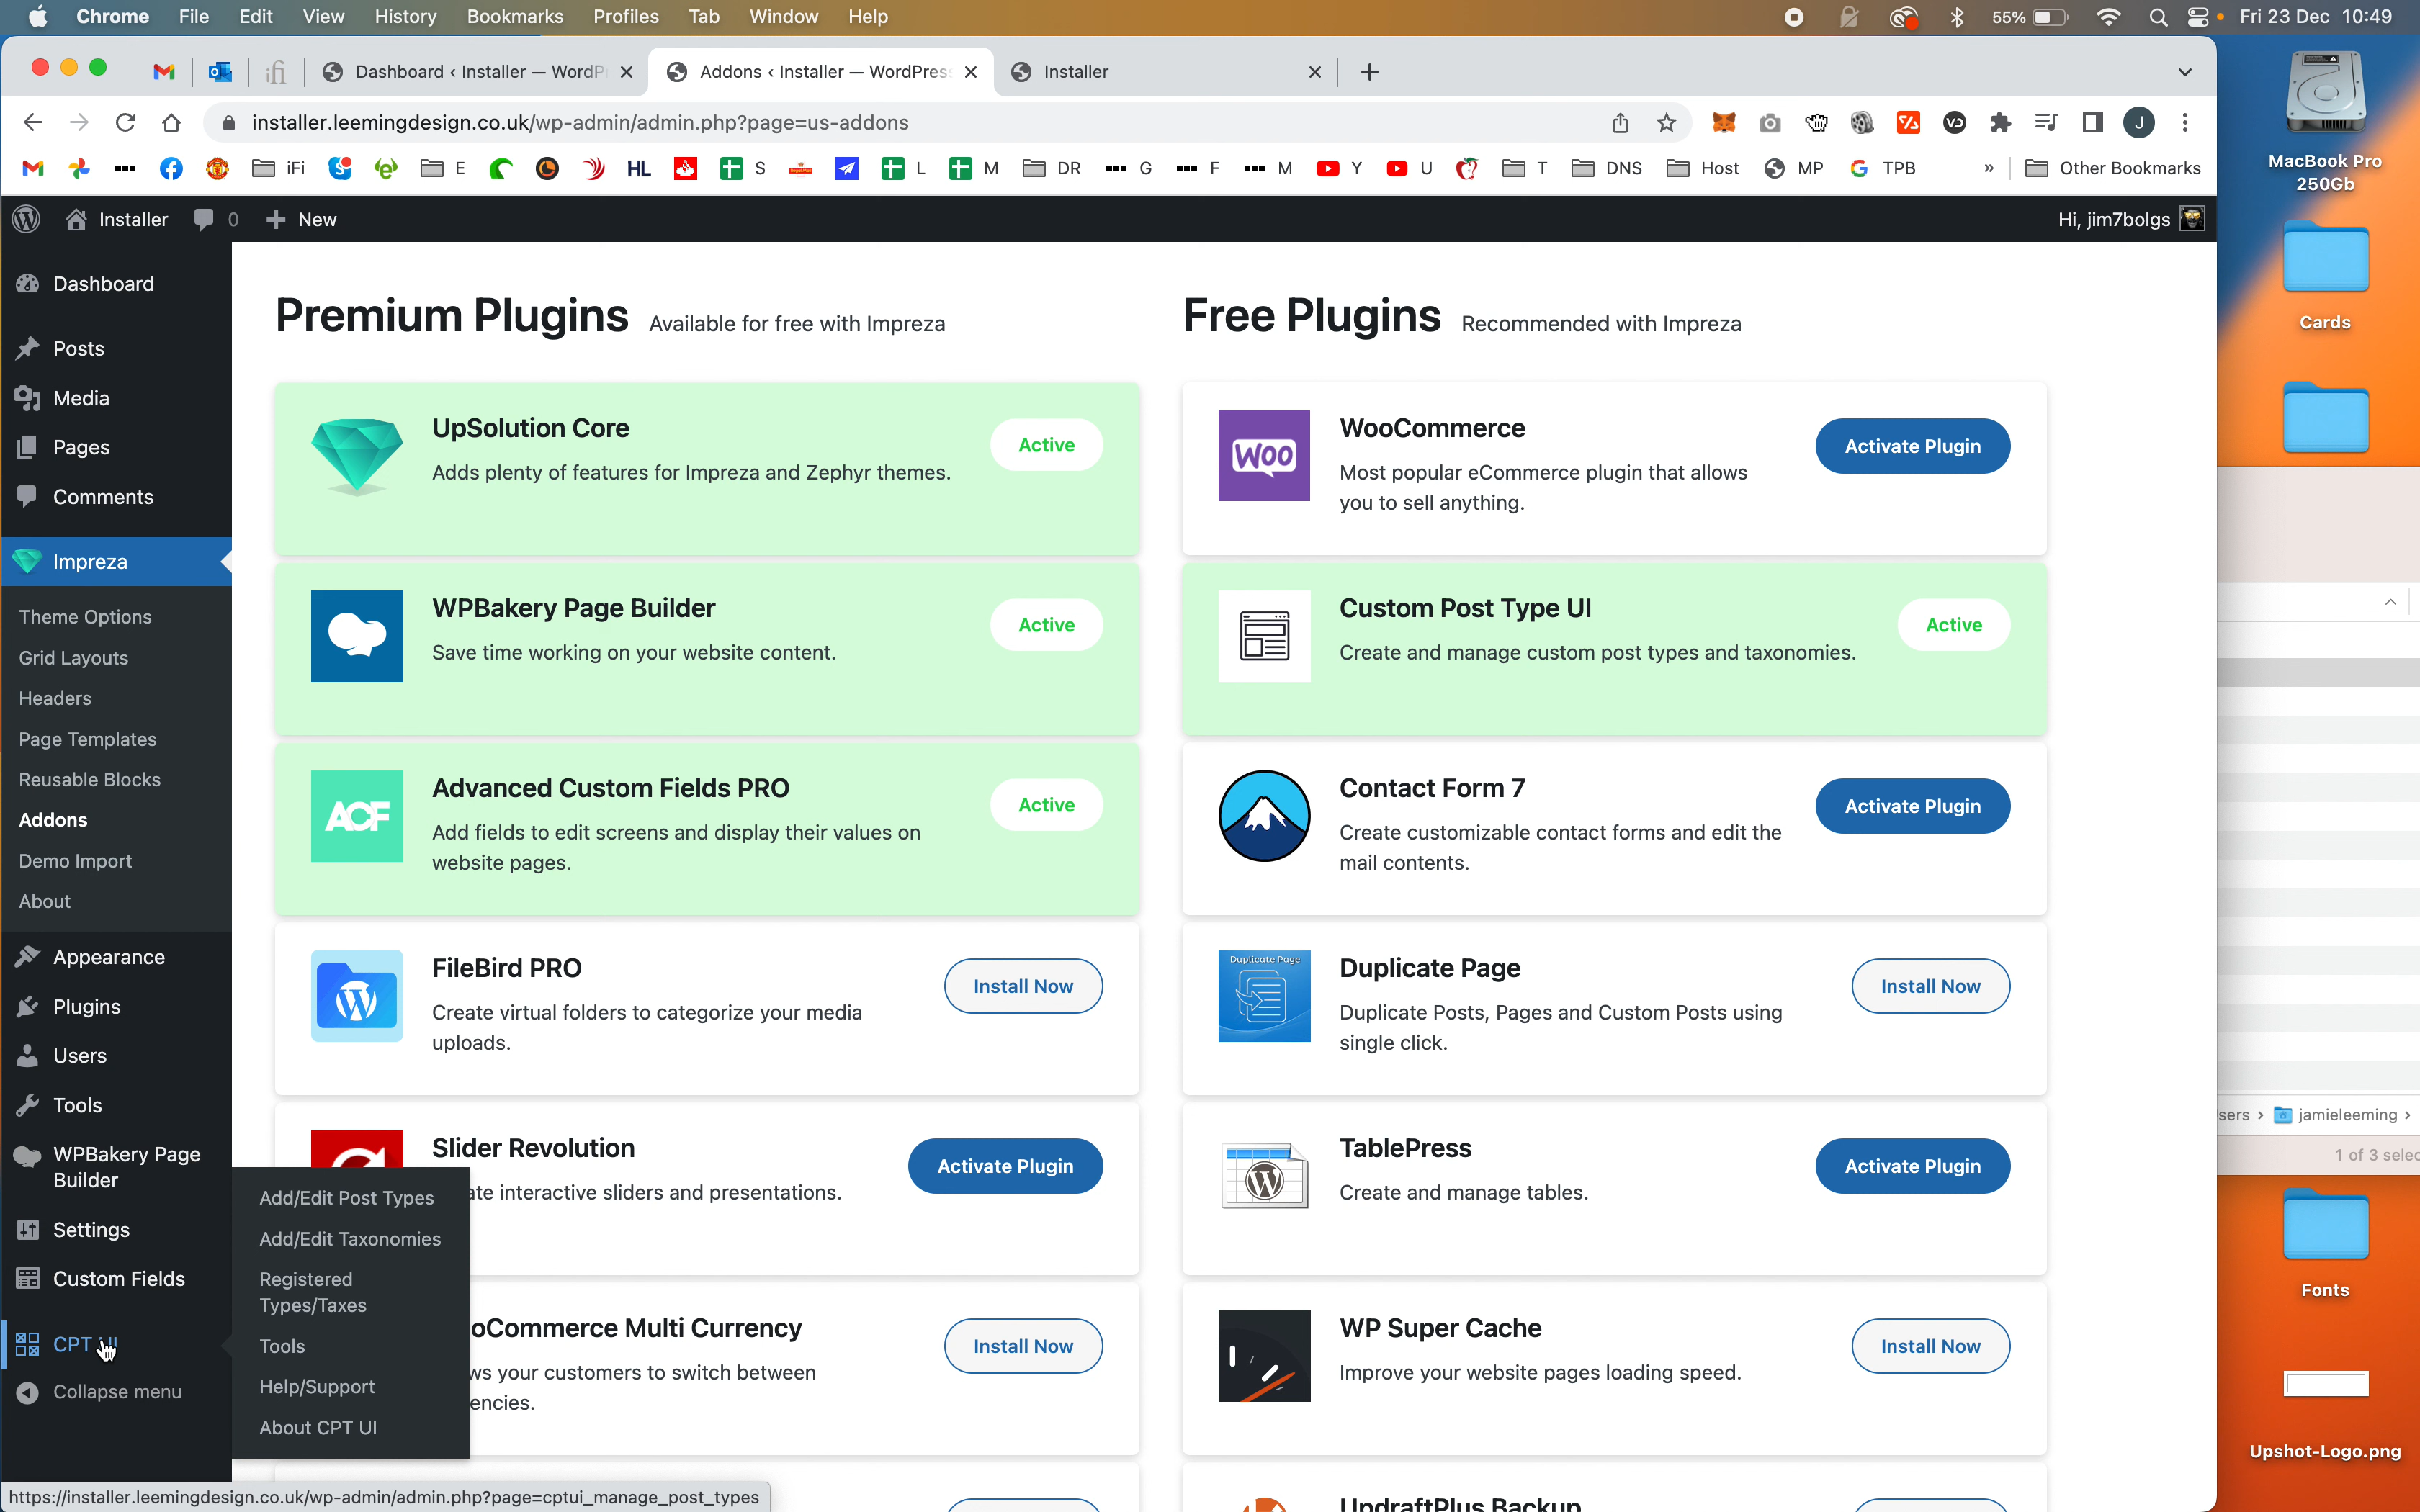 Chrome File Edit View History Bookmarks Profiles Tab Window Help 55% Fri 23 Dec 10:49
ifi Dashboard ‹ Installer — WordP Addons ‹ Installer — WordPres Installer
installer.leemingdesign.co.uk/wp-admin/admin.php?page=us-addons
iFi E HL S L M DR G F M Y U T DNS Host MP TPB » Other Bookmarks
Installer 0 New Hi, jim7bolgs
Dashboard
Posts
Media
Pages
Comments
Impreza
Theme Options
Grid Layouts
Headers
Page Templates
Reusable Blocks
Addons
Demo Import
About
Appearance
Plugins
Users
Tools
WPBakery Page
Builder
Settings
Custom Fields
CPT UI
Collapse menu
Add/Edit Post Types
Add/Edit Taxonomies
Registered
Types/Taxes
Tools
Help/Support
About CPT UI
Premium Plugins Available for free with Impreza
UpSolution Core
Adds plenty of features for Impreza and Zephyr themes.
Active
WPBakery Page Builder
Save time working on your website content.
Active
ACF
Advanced Custom Fields PRO
Add fields to edit screens and display their values on
website pages.
Active
FileBird PRO
Create virtual folders to categorize your media
uploads.
Install Now
Slider Revolution
ate interactive sliders and presentations.
Activate Plugin
oCommerce Multi Currency
ws your customers to switch between
encies.
Install Now
Free Plugins Recommended with Impreza
WOO
WooCommerce
Most popular eCommerce plugin that allows
you to sell anything.
Activate Plugin
Custom Post Type UI
Create and manage custom post types and taxonomies.
Active
Contact Form 7
Create customizable contact forms and edit the
mail contents.
Activate Plugin
Duplicate Page
Duplicate Page
Duplicate Posts, Pages and Custom Posts using
single click.
Install Now
TablePress
Create and manage tables.
Activate Plugin
WP Super Cache
Improve your website pages loading speed.
Install Now
UpdraftPlus Backup
https://installer.leemingdesign.co.uk/wp-admin/admin.php?page=cptui_manage_post_types
MacBook Pro
250Gb
Cards
sers › jamieleeming ›
1 of 3 selec
Fonts
Upshot-Logo.png